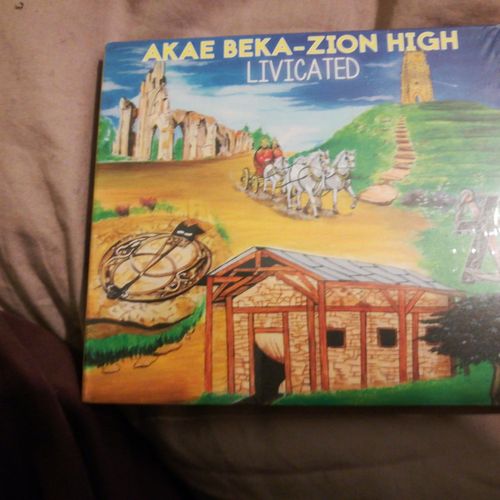 AKAE BEKA-ZION HIGH
LIVICATED